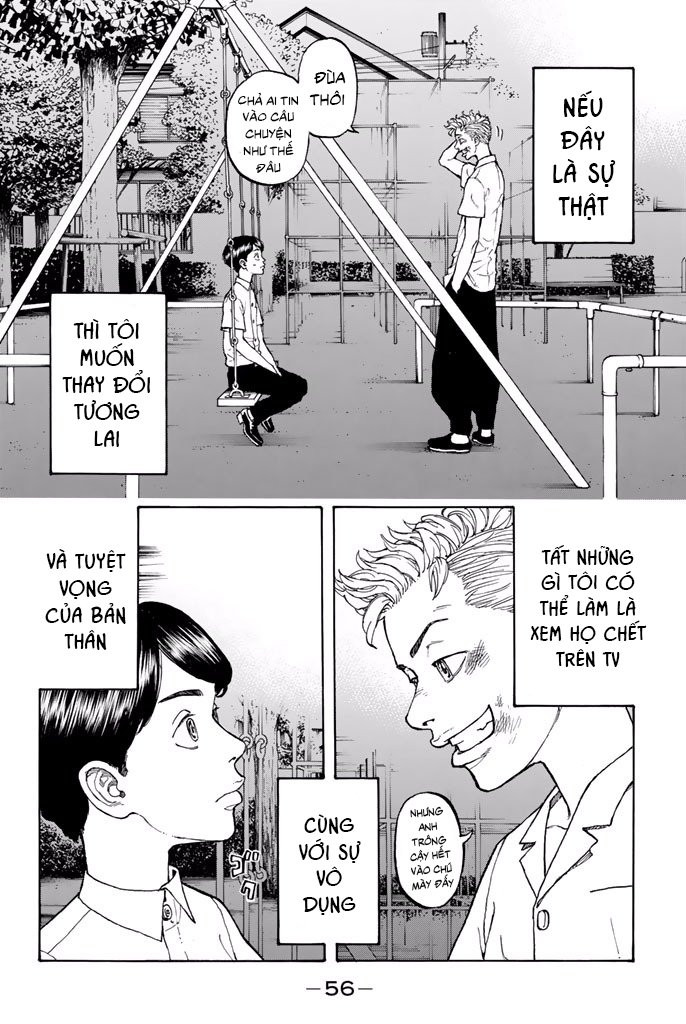 NẾU
ĐÂY
LÀ SỰ
THẬT
ĐÙA
THÔI
CHẢ AI TIN
VÀO CÂU
CHUYỆN
NHƯ THẾ
ĐÂU
THÌ TÔI
MUỐN
THAY ĐỔI
TƯƠNG
LAI
TẤT NHỮNG
GÌ TÔI CÓ
THỂ LÀM LÀ
XEM HỌ CHẾT
TRÊN TV
NHƯNG
ANH
TRÔNG
CẬY HẾT
VÀO CHÚ
MÀY ĐẤY
CÙNG
VỚI SỰ
VÔ
DỤNG
VÀ TUYỆT
VỌNG
CỦA BẢN
THÂN
ゴク
—56—